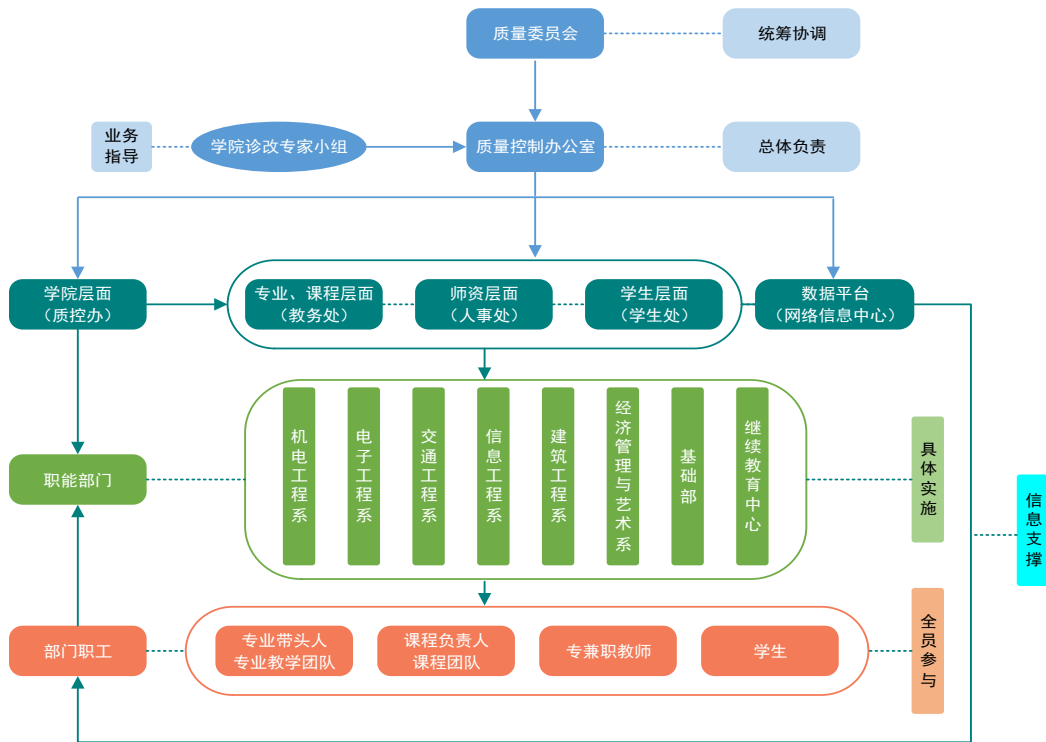 质量委员会
统筹协调
业务
指导
学院诊改专家小组
质量控制办公室
总体负责
学院层面
（质控办）
专业、课程层面
（教务处）
师资层面
（人事处）
学生层面
（学生处）
数据平台
（网络信息中心）
职能部门
机电工程系
电子工程系
交通工程系
信息工程系
建筑工程系
经济管理与艺术系
基础部
继续教育中心
具体实施
信息支撑
部门职工
专业带头人
专业教学团队
课程负责人
课程团队
专兼职教师
学生
全员参与